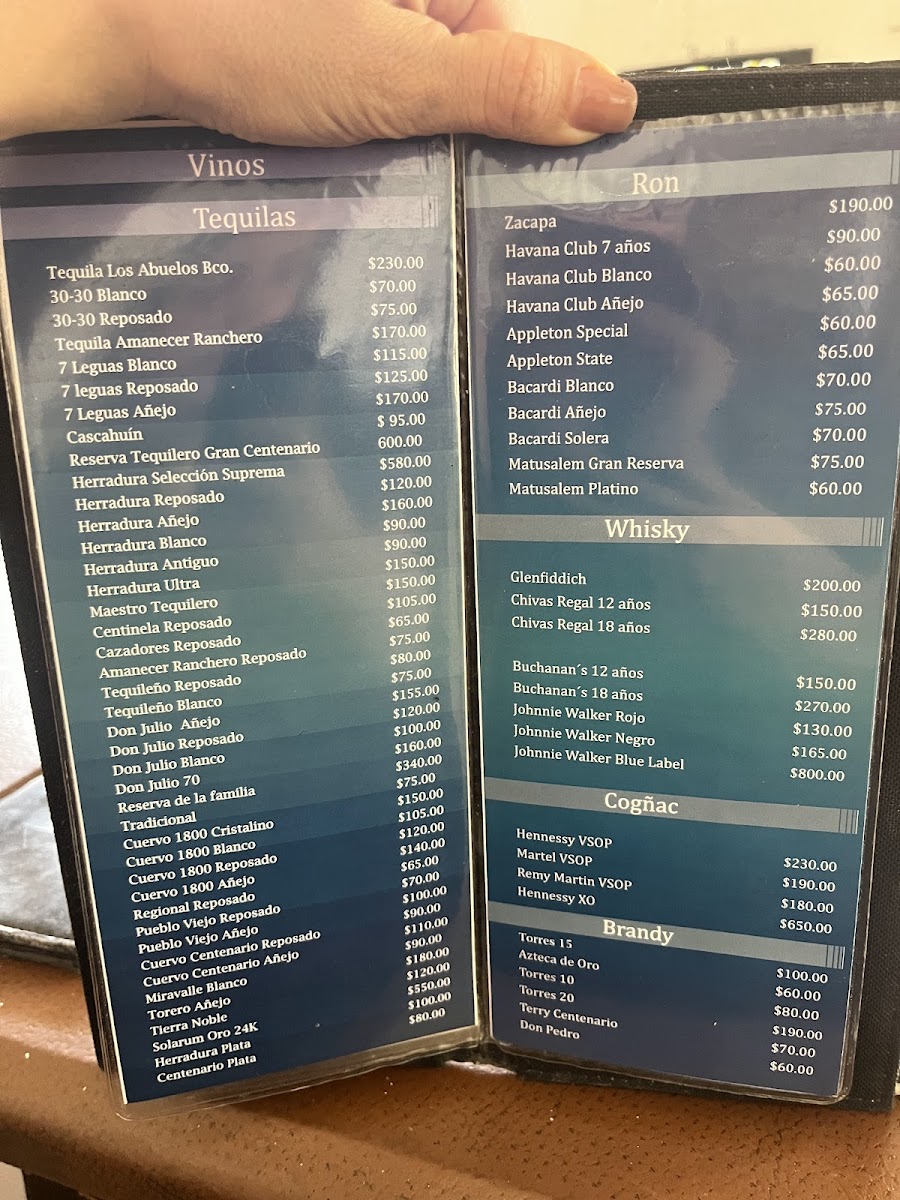 Vinos
Tequilas
Tequila Los Abuelos Bco. $230.00
30-30 Blanco $70.00
30-30 Reposado $75.00
Tequila Amanecer Ranchero $170.00
7 Leguas Blanco $115.00
7 leguas Reposado $125.00
7 Leguas Añejo $170.00
Cascahuín $ 95.00
Reserva Tequilero Gran Centenario 600.00
Herradura Selección Suprema $580.00
Herradura Reposado $120.00
Herradura Añejo $160.00
Herradura Blanco $90.00
Herradura Antiguo $90.00
Herradura Ultra $150.00
Maestro Tequilero $150.00
Centinela Reposado $105.00
Cazadores Reposado $65.00
Amanecer Ranchero Reposado $75.00
Tequileño Reposado $80.00
Tequileño Blanco $75.00
Don Julio Añejo $155.00
Don Julio Reposado $120.00
Don Julio Blanco $100.00
Don Julio 70 $160.00
Reserva de la familia $340.00
Tradicional $75.00
Cuervo 1800 Cristalino $150.00
Cuervo 1800 Blanco $105.00
Cuervo 1800 Reposado $120.00
Cuervo 1800 Añejo $140.00
Regional Reposado $65.00
Pueblo Viejo Reposado $70.00
Pueblo Viejo Añejo $100.00
Cuervo Centenario Reposado $90.00
Cuervo Centenario Añejo $110.00
Miravalle Blanco $90.00
Torero Añejo $180.00
Tierra Noble $120.00
Solarum Oro 24K $550.00
Herradura Plata $100.00
Centenario Plata $80.00
Ron
Zacapa $190.00
Havana Club 7 años $90.00
Havana Club Blanco $60.00
Havana Club Añejo $65.00
Appleton Special $60.00
Appleton State $65.00
Bacardi Blanco $70.00
Bacardi Añejo $75.00
Bacardi Solera $70.00
Matusalem Gran Reserva $75.00
Matusalem Platino $60.00
Whisky
Glenfiddich $200.00
Chivas Regal 12 años $150.00
Chivas Regal 18 años $280.00
Buchanan´s 12 años $150.00
Buchanan´s 18 años $270.00
Johnnie Walker Rojo $130.00
Johnnie Walker Negro $165.00
Johnnie Walker Blue Label $800.00
Cogñac
Hennessy VSOP $230.00
Martel VSOP $190.00
Remy Martin VSOP $180.00
Hennessy XO $650.00
Brandy
Torres 15 $100.00
Azteca de Oro $60.00
Torres 10 $80.00
Torres 20 $190.00
Terry Centenario $70.00
Don Pedro $60.00